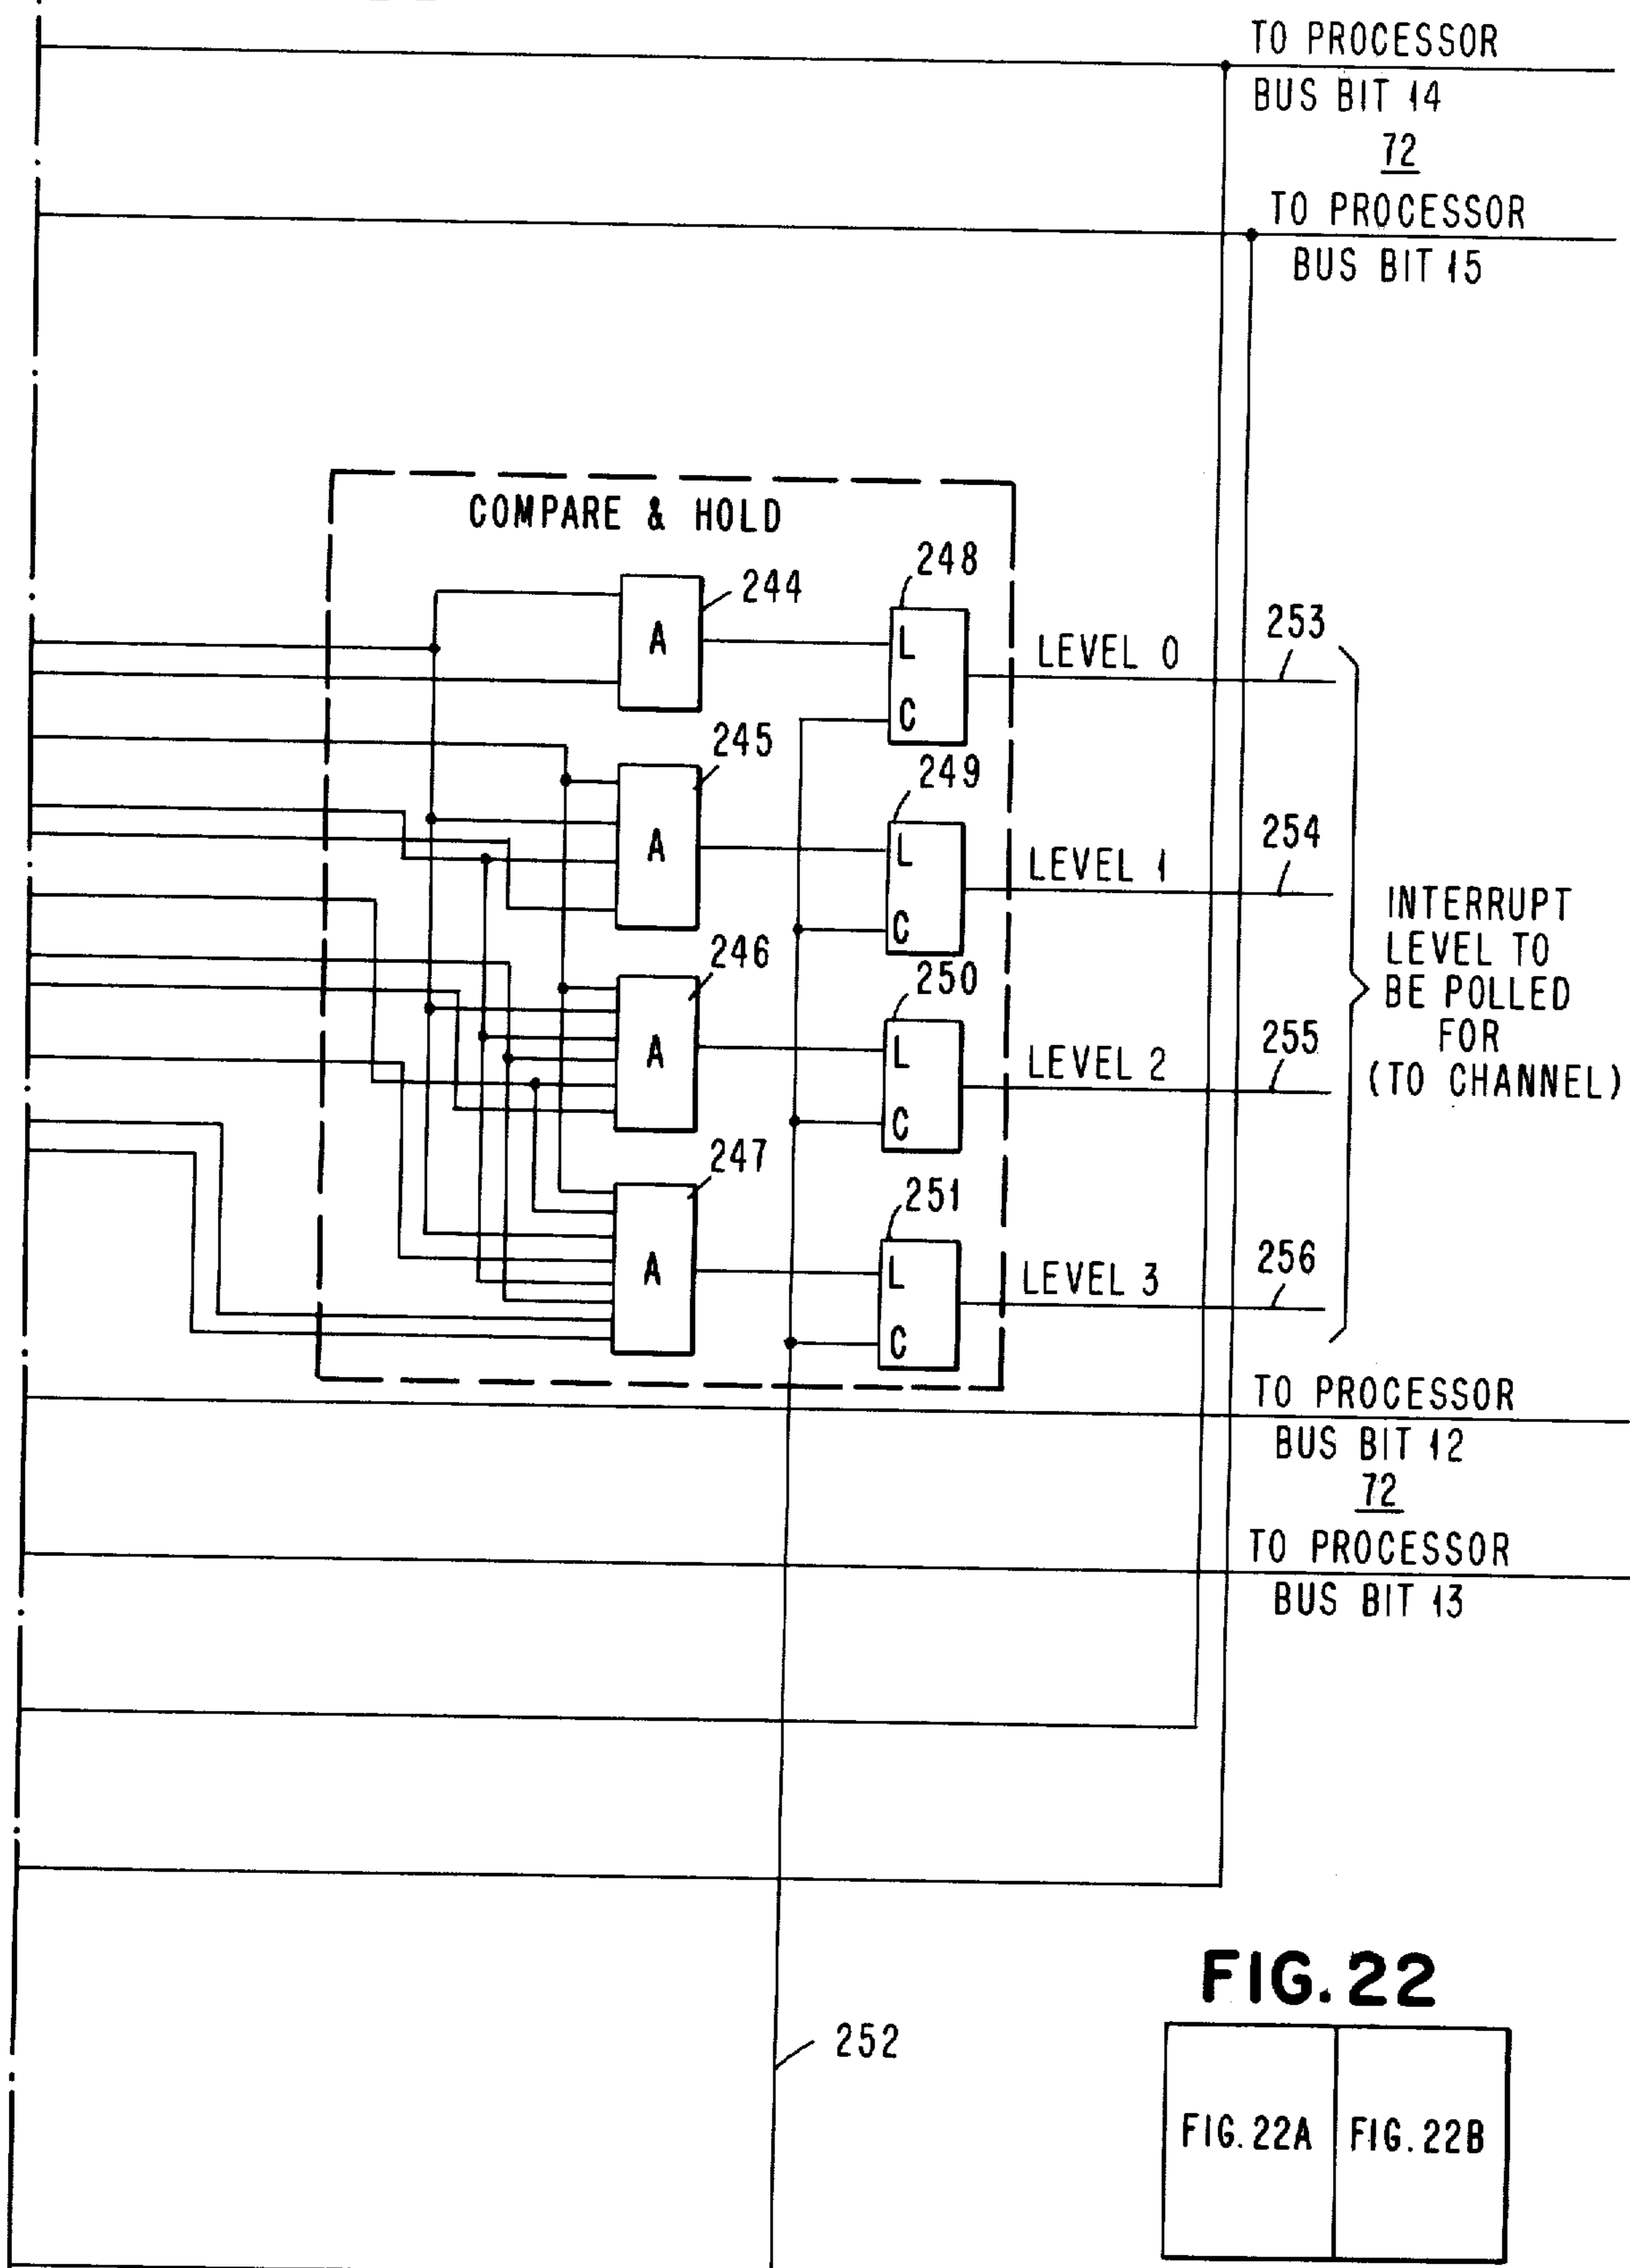 TO PROCESSOR
BUS BIT 14
72
TO PROCESSOR
BUS BIT 15
COMPARE & HOLD
244
A
248
L
C
LEVEL 0
253
245
A
249
L
C
LEVEL 1
254
INTERRUPT
LEVEL TO
BE POLLED
FOR
(TO CHANNEL)
246
A
250
L
C
LEVEL 2
255
247
A
251
L
C
LEVEL 3
256
TO PROCESSOR
BUS BIT 12
72
TO PROCESSOR
BUS BIT 13
252
FIG. 22
FIG. 22A
FIG. 22B